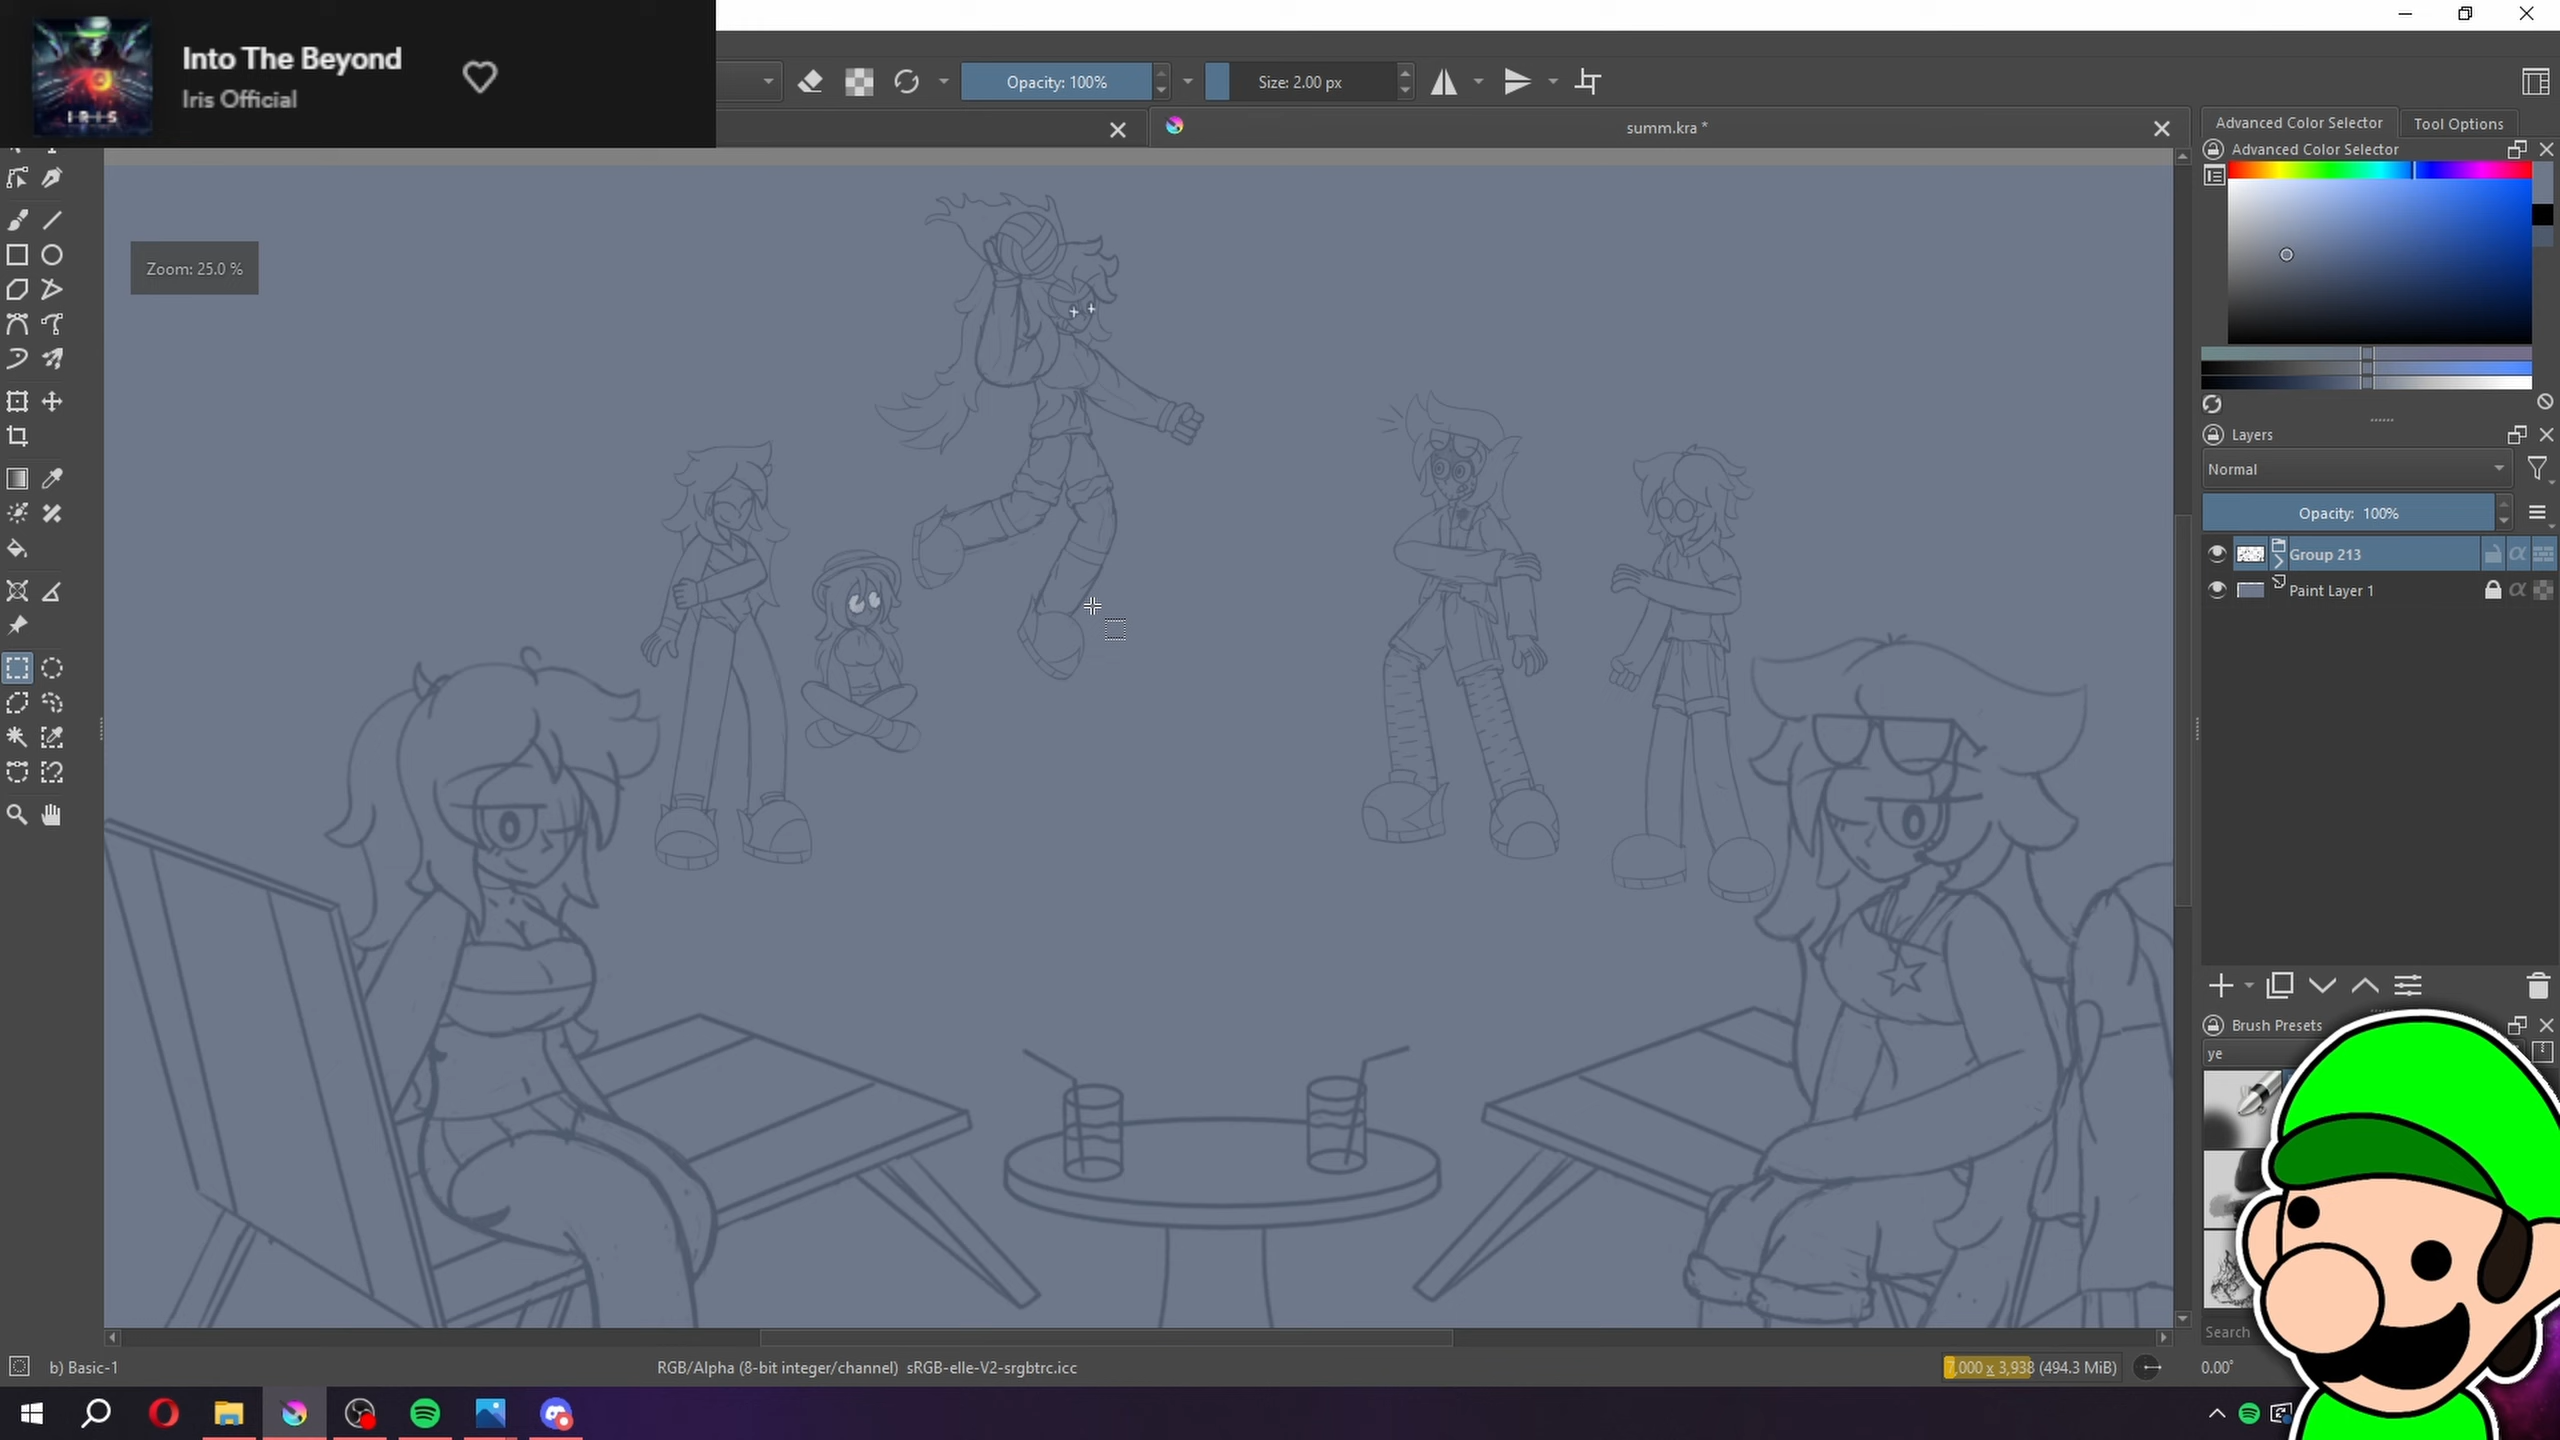 Into The Beyond
Iris Official
IRIS
Opacity: 100%
Size: 2.00 px
summ.kra *
Advanced Color Selector
Tool Options
Advanced Color Selector
Zoom: 25.0 %
Layers
Normal
Opacity: 100%
Group 213
Paint Layer 1
Brush Presets
ye
Search
b) Basic-1
RGB/Alpha (8-bit integer/channel) sRGB-elle-V2-srgbtrc.icc
7,000 x 3,938 (494.3 MiB)
0.00°